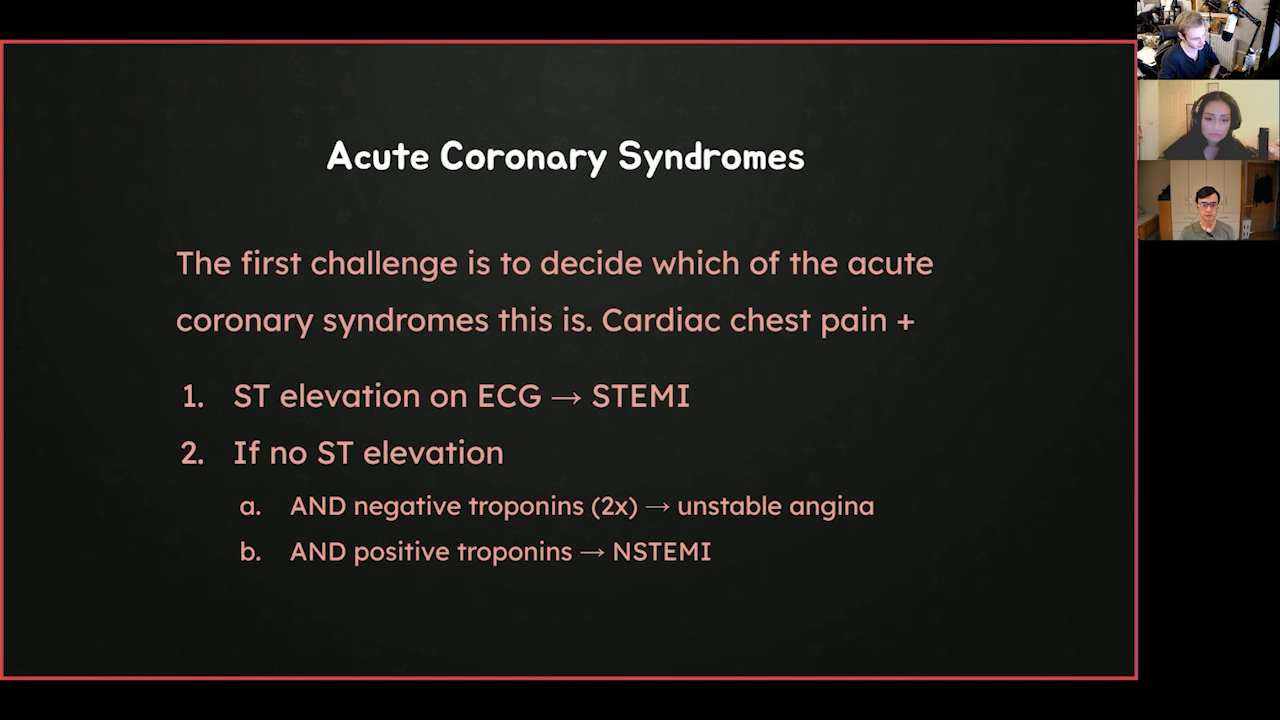 Acute Coronary Syndromes
The first challenge is to decide which of the acute
coronary syndromes this is. Cardiac chest pain +
1. ST elevation on ECG → STEMI
2. If no ST elevation
a. AND negative troponins (2x) → unstable angina
b. AND positive troponins → NSTEMI